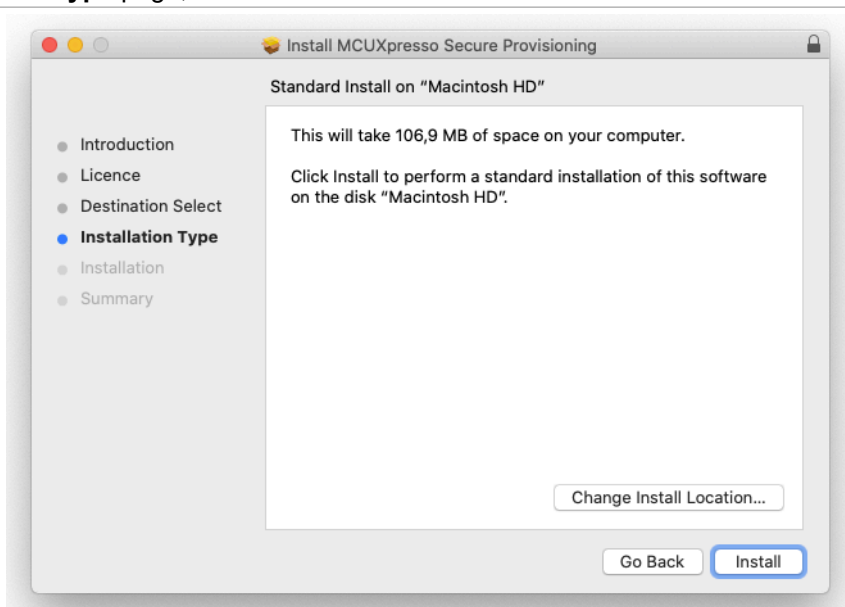 Install MCUXpresso Secure Provisioning
Standard Install on “Macintosh HD”
Introduction
Licence
Destination Select
Installation Type
Installation
Summary
This will take 106,9 MB of space on your computer.
Click Install to perform a standard installation of this software
on the disk “Macintosh HD”.
Change Install Location...
Go Back
Install